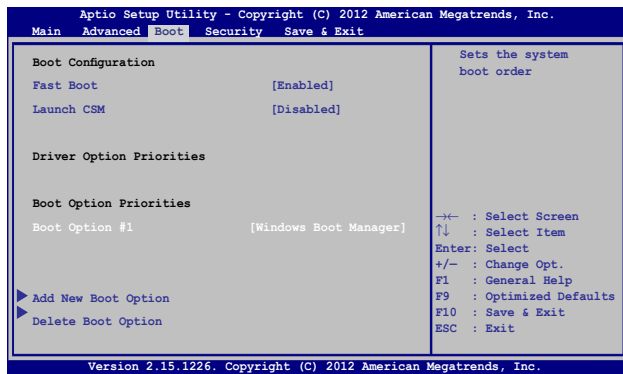 Aptio Setup Utility - Copyright (C) 2012 American Megatrends, Inc.
Main Advanced Boot Security Save & Exit
Boot Configuration
Fast Boot [Enabled]
Launch CSM [Disabled]
Driver Option Priorities
Boot Option Priorities
Boot Option #1 [Windows Boot Manager]
Add New Boot Option
Delete Boot Option
Sets the system
boot order
→← : Select Screen
↑↓ : Select Item
Enter: Select
+/— : Change Opt.
F1 : General Help
F9 : Optimized Defaults
F10 : Save & Exit
ESC : Exit
Version 2.15.1226. Copyright (C) 2012 American Megatrends, Inc.